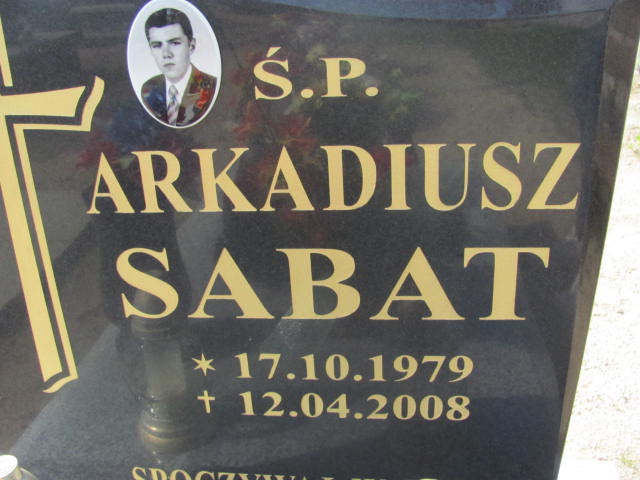 Ś.P.
ARKADIUSZ
SABAT
✶ 17.10.1979
✝ 12.04.2008